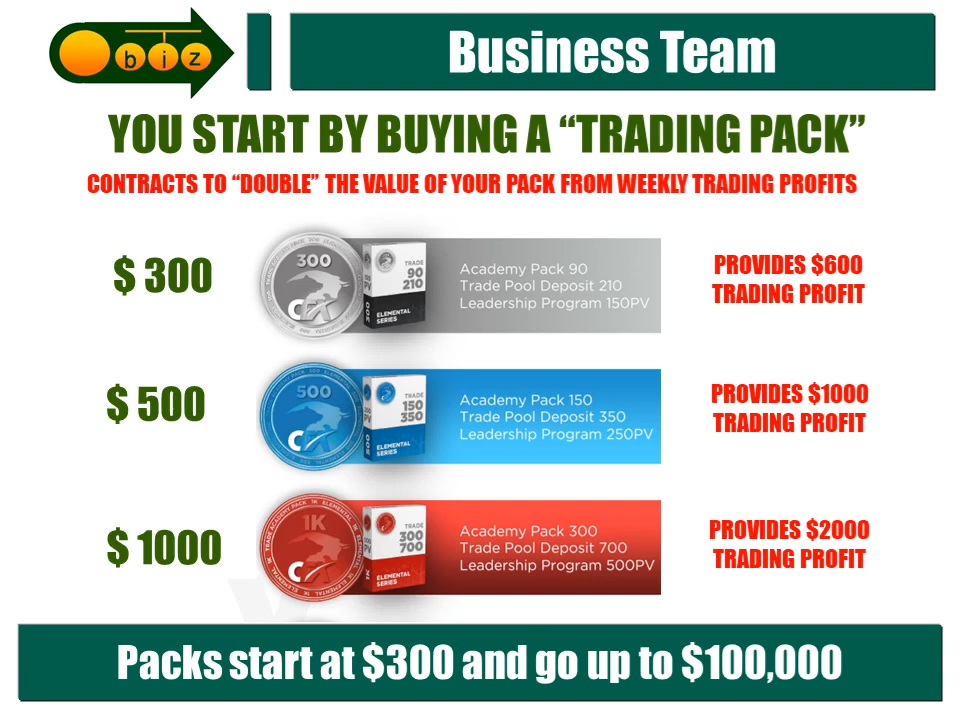 b i z
Business Team
YOU START BY BUYING A “TRADING PACK”
CONTRACTS TO “DOUBLE” THE VALUE OF YOUR PACK FROM WEEKLY TRADING PROFITS
$ 300
300
TRADE
90
210
300
ELEMENTAL
SERIES
Academy Pack 90
Trade Pool Deposit 210
Leadership Program 150PV
PROVIDES $600
TRADING PROFIT
$ 500
500
TRADE
150
350
500
ELEMENTAL
SERIES
Academy Pack 150
Trade Pool Deposit 350
Leadership Program 250PV
PROVIDES $1000
TRADING PROFIT
$ 1000
1K
TRADE
300
700
1K
ELEMENTAL
SERIES
Academy Pack 300
Trade Pool Deposit 700
Leadership Program 500PV
PROVIDES $2000
TRADING PROFIT
Packs start at $300 and go up to $100,000